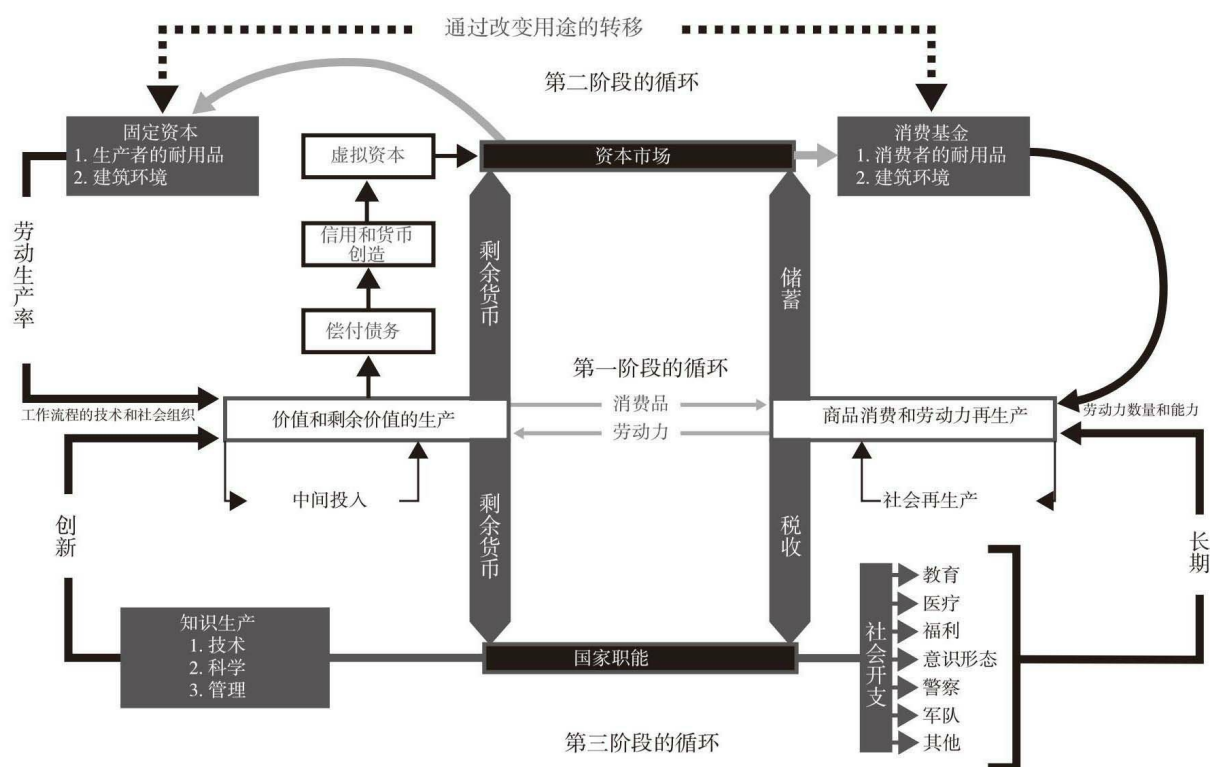 通过改变用途的转移
第二阶段的循环
固定资本
1. 生产者的耐用品
2. 建筑环境
虚拟资本
资本市场
消费基金
1. 消费者的耐用品
2. 建筑环境
劳动生产率
信用和货币
创造
剩余货币
储蓄
偿付债务
第一阶段的循环
工作流程的技术和社会组织
价值和剩余价值的生产
消费品
劳动力
商品消费和劳动力再生产
劳动力数量和能力
中间投入
社会再生产
创新
剩余货币
税收
长期
知识生产
1. 技术
2. 科学
3. 管理
国家职能
社会开支
教育
医疗
福利
意识形态
警察
军队
其他
第三阶段的循环